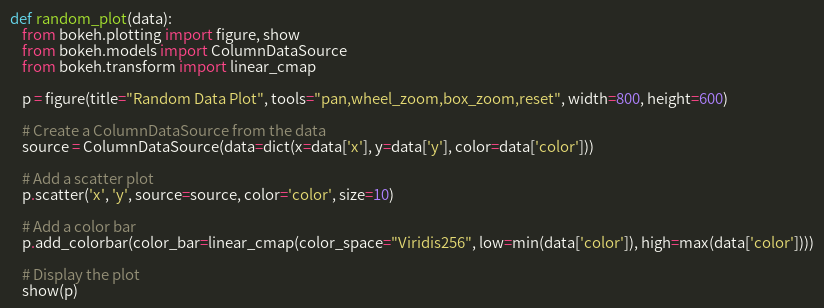 def random_plot(data):
    from bokeh.plotting import figure, show
    from bokeh.models import ColumnDataSource
    from bokeh.transform import linear_cmap

    p = figure(title="Random Data Plot", tools="pan,wheel_zoom,box_zoom,reset", width=800, height=600)

    # Create a ColumnDataSource from the data
    source = ColumnDataSource(data=dict(x=data['x'], y=data['y'], color=data['color']))

    # Add a scatter plot
    p.scatter('x', 'y', source=source, color='color', size=10)

    # Add a color bar
    p.add_colorbar(color_bar=linear_cmap(color_space="Viridis256", low=min(data['color']), high=max(data['color'])))

    # Display the plot
    show(p)